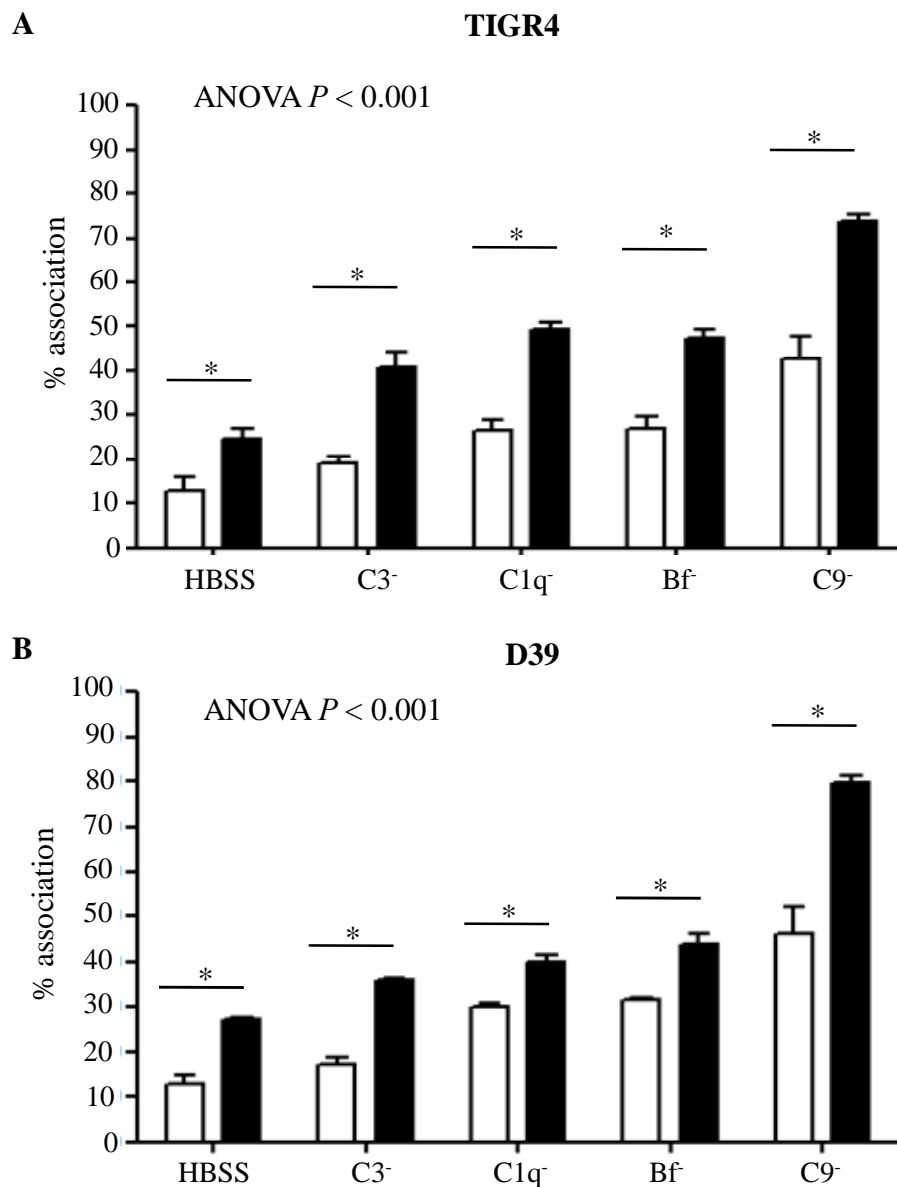 A
TIGR4
ANOVA P < 0.001
100
90
80
70
60
50
40
30
20
10
0
% association
*
*
*
*
*
HBSS
C3-
C1q-
Bf-
C9-
B
D39
ANOVA P < 0.001
100
90
80
70
60
50
40
30
20
10
0
% association
*
*
*
*
*
HBSS
C3-
C1q-
Bf-
C9-